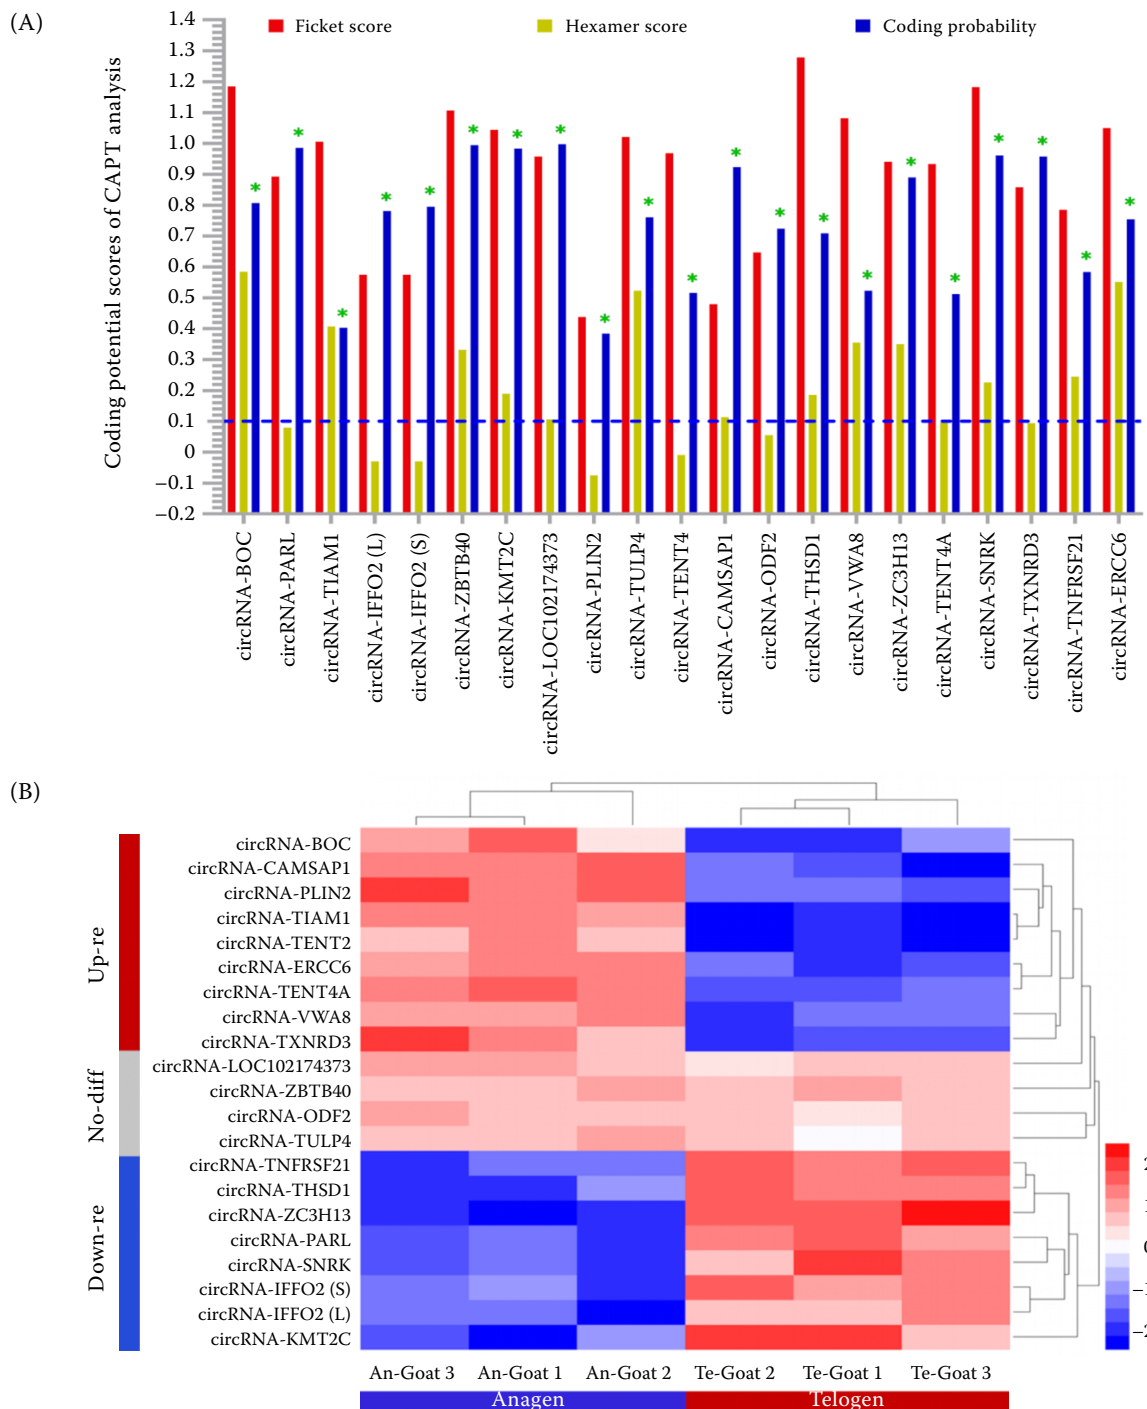 (A)
Ficket score
Hexamer score
Coding probability
Coding potential scores of CAPT analysis
1.4
1.3
1.2
1.1
1.0
0.9
0.8
0.7
0.6
0.5
0.4
0.3
0.2
0.1
0
–0.1
–0.2
* * * * * * * * * * * * * * * * * * * * *
circRNA-BOC
circRNA-PARL
circRNA-TIAM1
circRNA-IFFO2 (L)
circRNA-IFFO2 (S)
circRNA-ZBTB40
circRNA-KMT2C
circRNA-LOC102174373
circRNA-PLIN2
circRNA-TULP4
circRNA-TENT4
circRNA-CAMSAP1
circRNA-ODF2
circRNA-THSD1
circRNA-VWA8
circRNA-ZC3H13
circRNA-TENT4A
circRNA-SNRK
circRNA-TXNRD3
circRNA-TNFRSF21
circRNA-ERCC6
(B)
Up-re
No-diff
Down-re
circRNA-BOC
circRNA-CAMSAP1
circRNA-PLIN2
circRNA-TIAM1
circRNA-TENT2
circRNA-ERCC6
circRNA-TENT4A
circRNA-VWA8
circRNA-TXNRD3
circRNA-LOC102174373
circRNA-ZBTB40
circRNA-ODF2
circRNA-TULP4
circRNA-TNFRSF21
circRNA-THSD1
circRNA-ZC3H13
circRNA-PARL
circRNA-SNRK
circRNA-IFFO2 (S)
circRNA-IFFO2 (L)
circRNA-KMT2C
2
1
0
–1
–2
An-Goat 3
An-Goat 1
An-Goat 2
Te-Goat 2
Te-Goat 1
Te-Goat 3
Anagen
Telogen